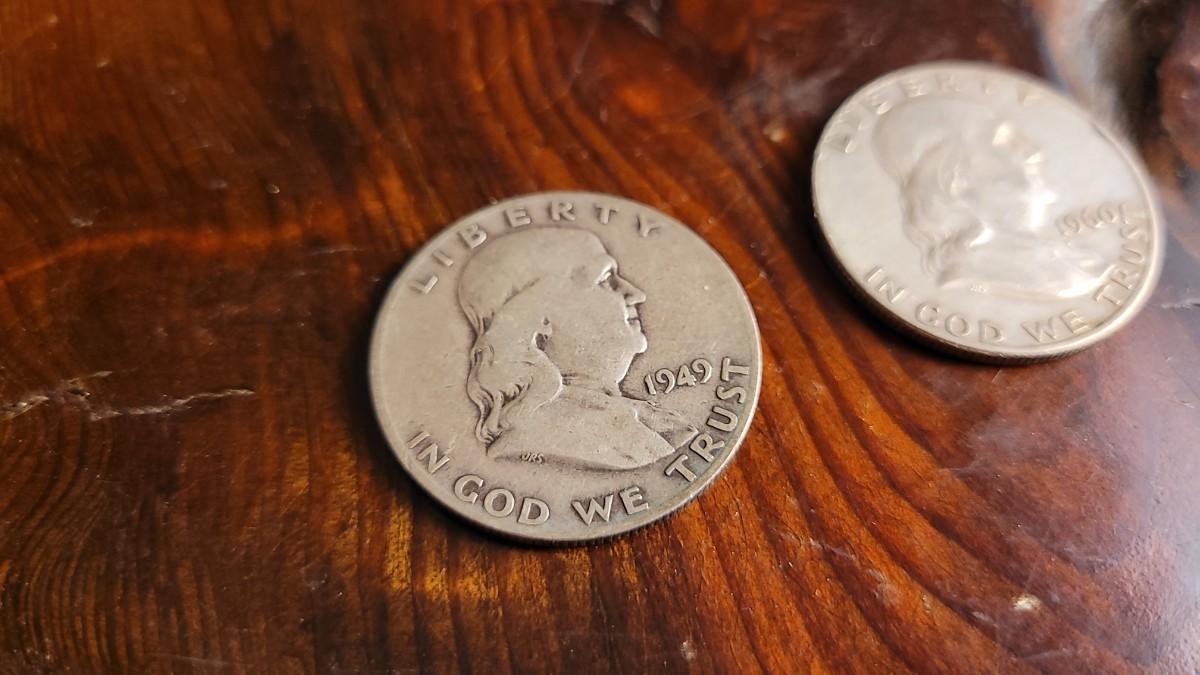 LIBERTY
1949
IN GOD WE TRUST
JRS
LIBERTY
1960
IN GOD WE TRUST